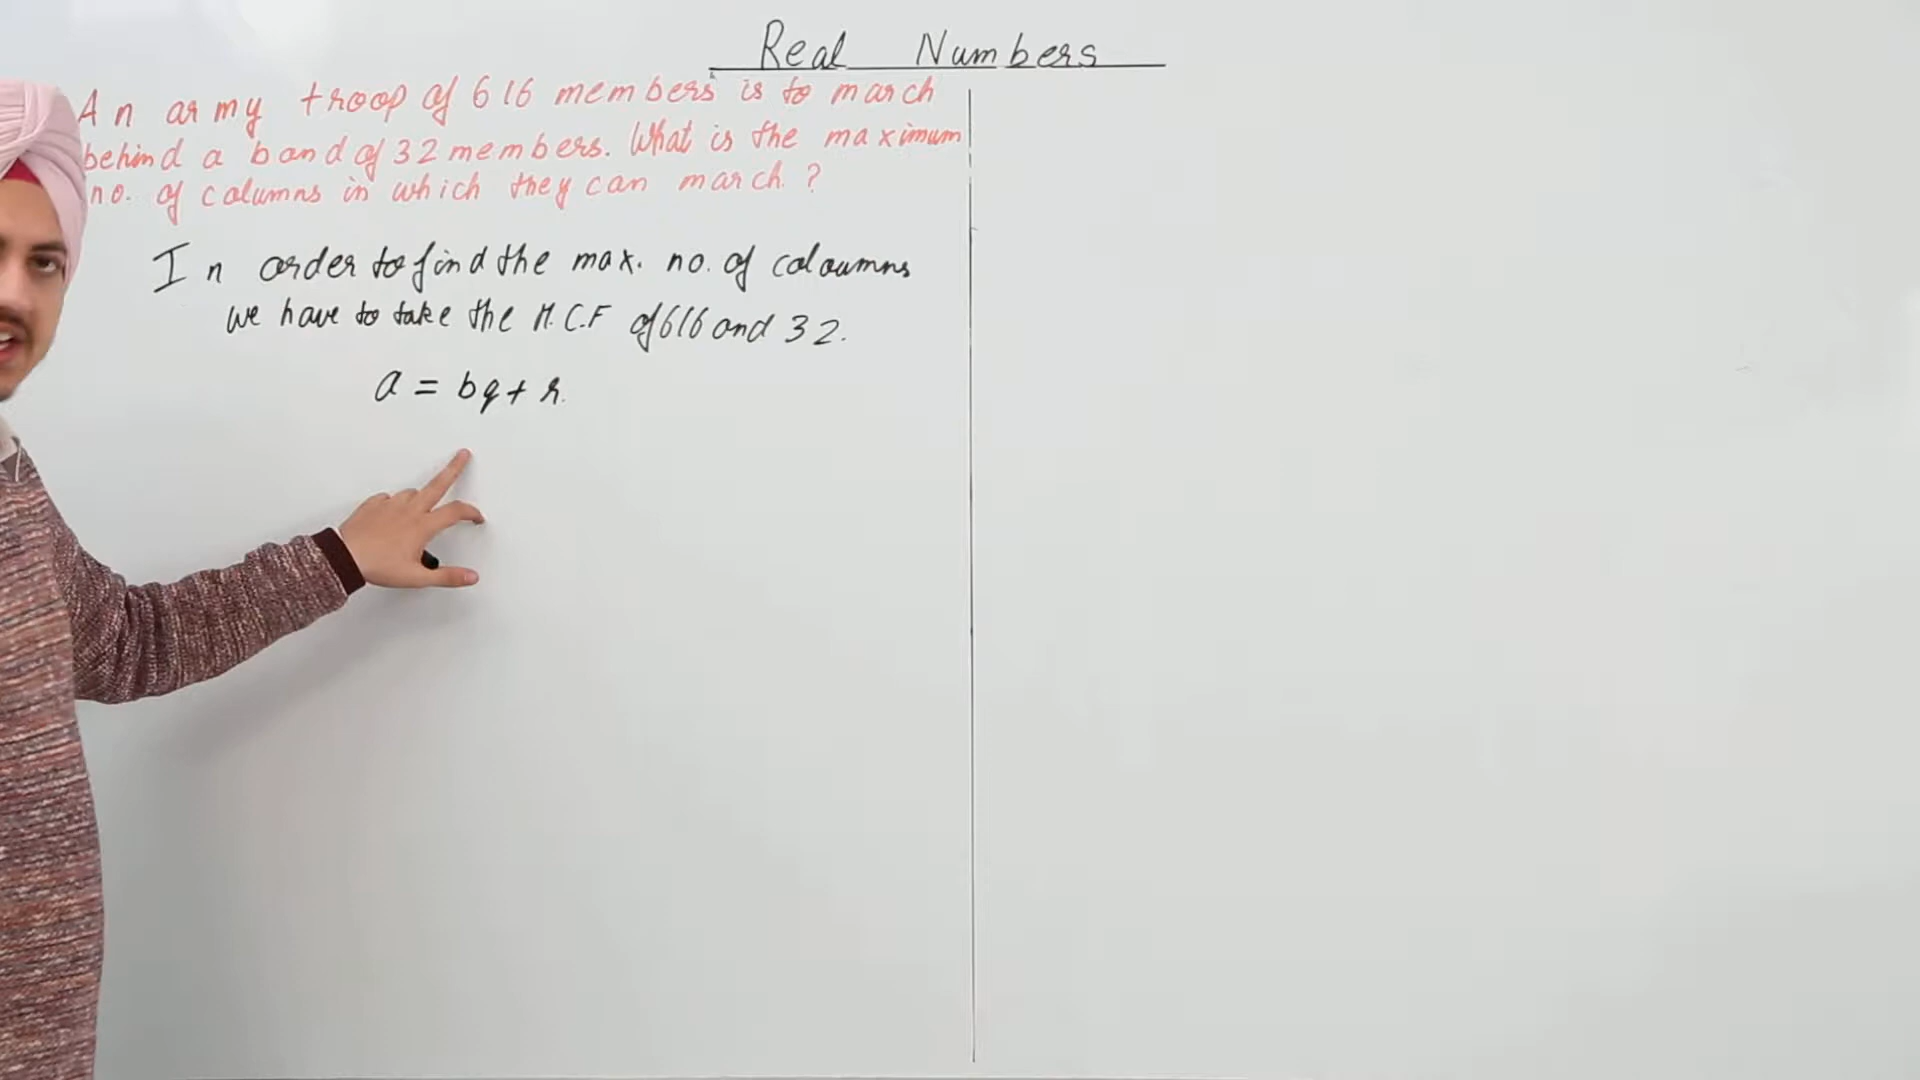 Real Numbers
An army troop of 616 members is to march
behind a band of 32 members. What is the maximum
no. of columns in which they can march.?
In order to find the max. no. of coloumns
we have to take the H.C.F of 616 and 32.
a = bq + r.